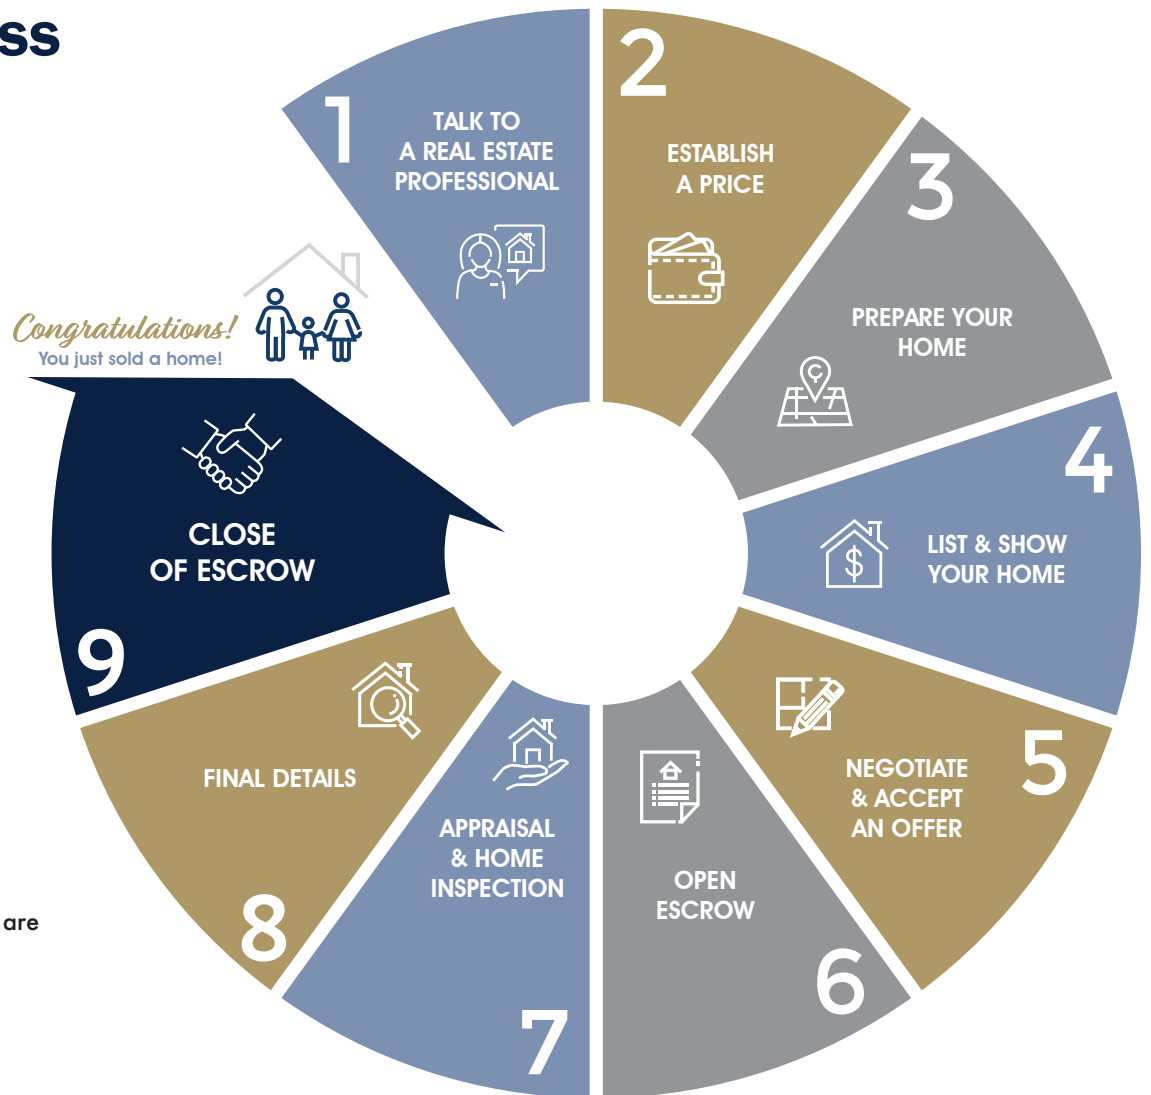 ss
1
TALK TO
A REAL ESTATE
PROFESSIONAL
2
ESTABLISH
A PRICE
3
PREPARE YOUR
HOME
4
LIST & SHOW
YOUR HOME
$
5
NEGOTIATE
& ACCEPT
AN OFFER
6
OPEN
ESCROW
7
APPRAISAL
& HOME
INSPECTION
8
FINAL DETAILS
9
CLOSE
OF ESCROW
Congratulations!
You just sold a home!
are